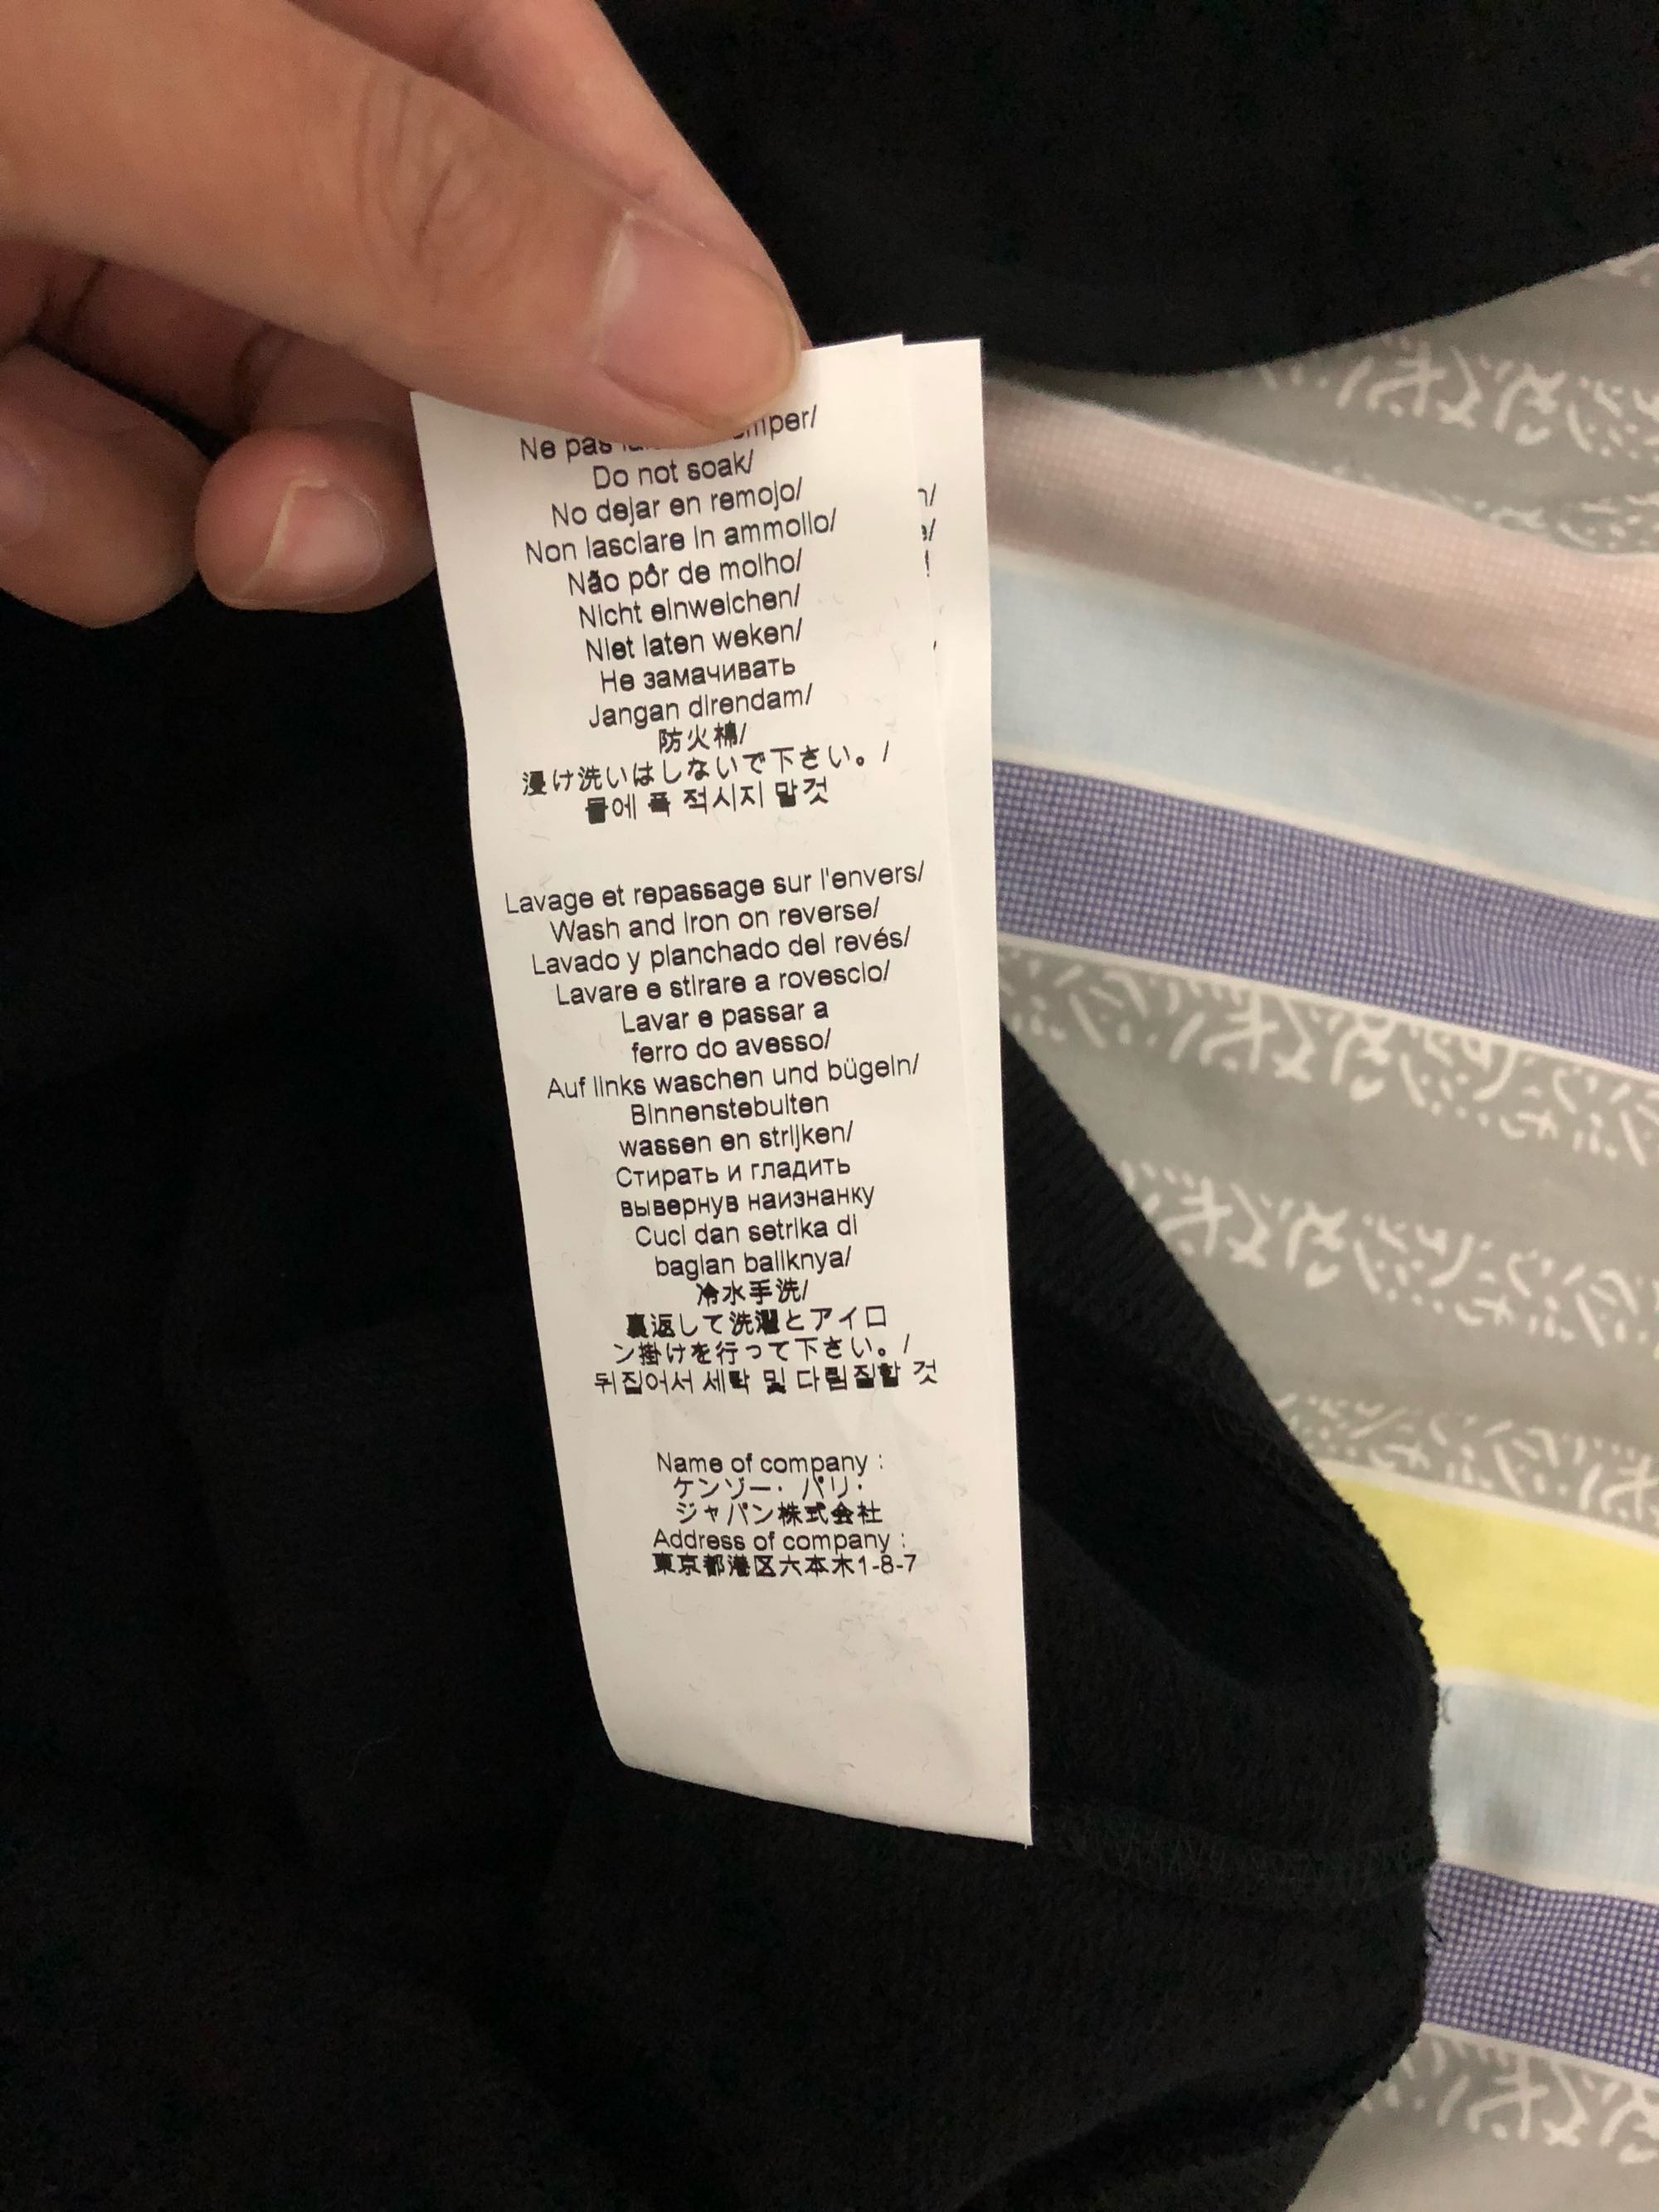 Ne pas
Do not soak/
No dejar en remojo/
Non lasciare in ammollo/
Não pôr de molho/
Nicht einweichen/
Niet laten weken/
Не замачивать
Jangan direndam/
防火棉/
浸け洗いはしないで下さい。/
물에 푹 적시지 말것
Lavage et repassage sur l'envers/
Wash and iron on reverse/
Lavado y planchado del revés/
Lavare e stirare a rovescio/
Lavar e passar a
ferro do avesso/
Auf links waschen und bügeln/
Binnenstebuiten
wassen en strijken/
Стирать и гладить
вывернув наизнанку
Cuci dan setrika di
bagian baliknya/
冷水手洗/
裏返して洗濯とアイロ
ン掛けを行って下さい。/
뒤집어서 세탁 및 다림질할 것
Name of company :
ケンゾー・パリ・
ジャパン株式会社
Address of company :
東京都港区六本木1-8-7